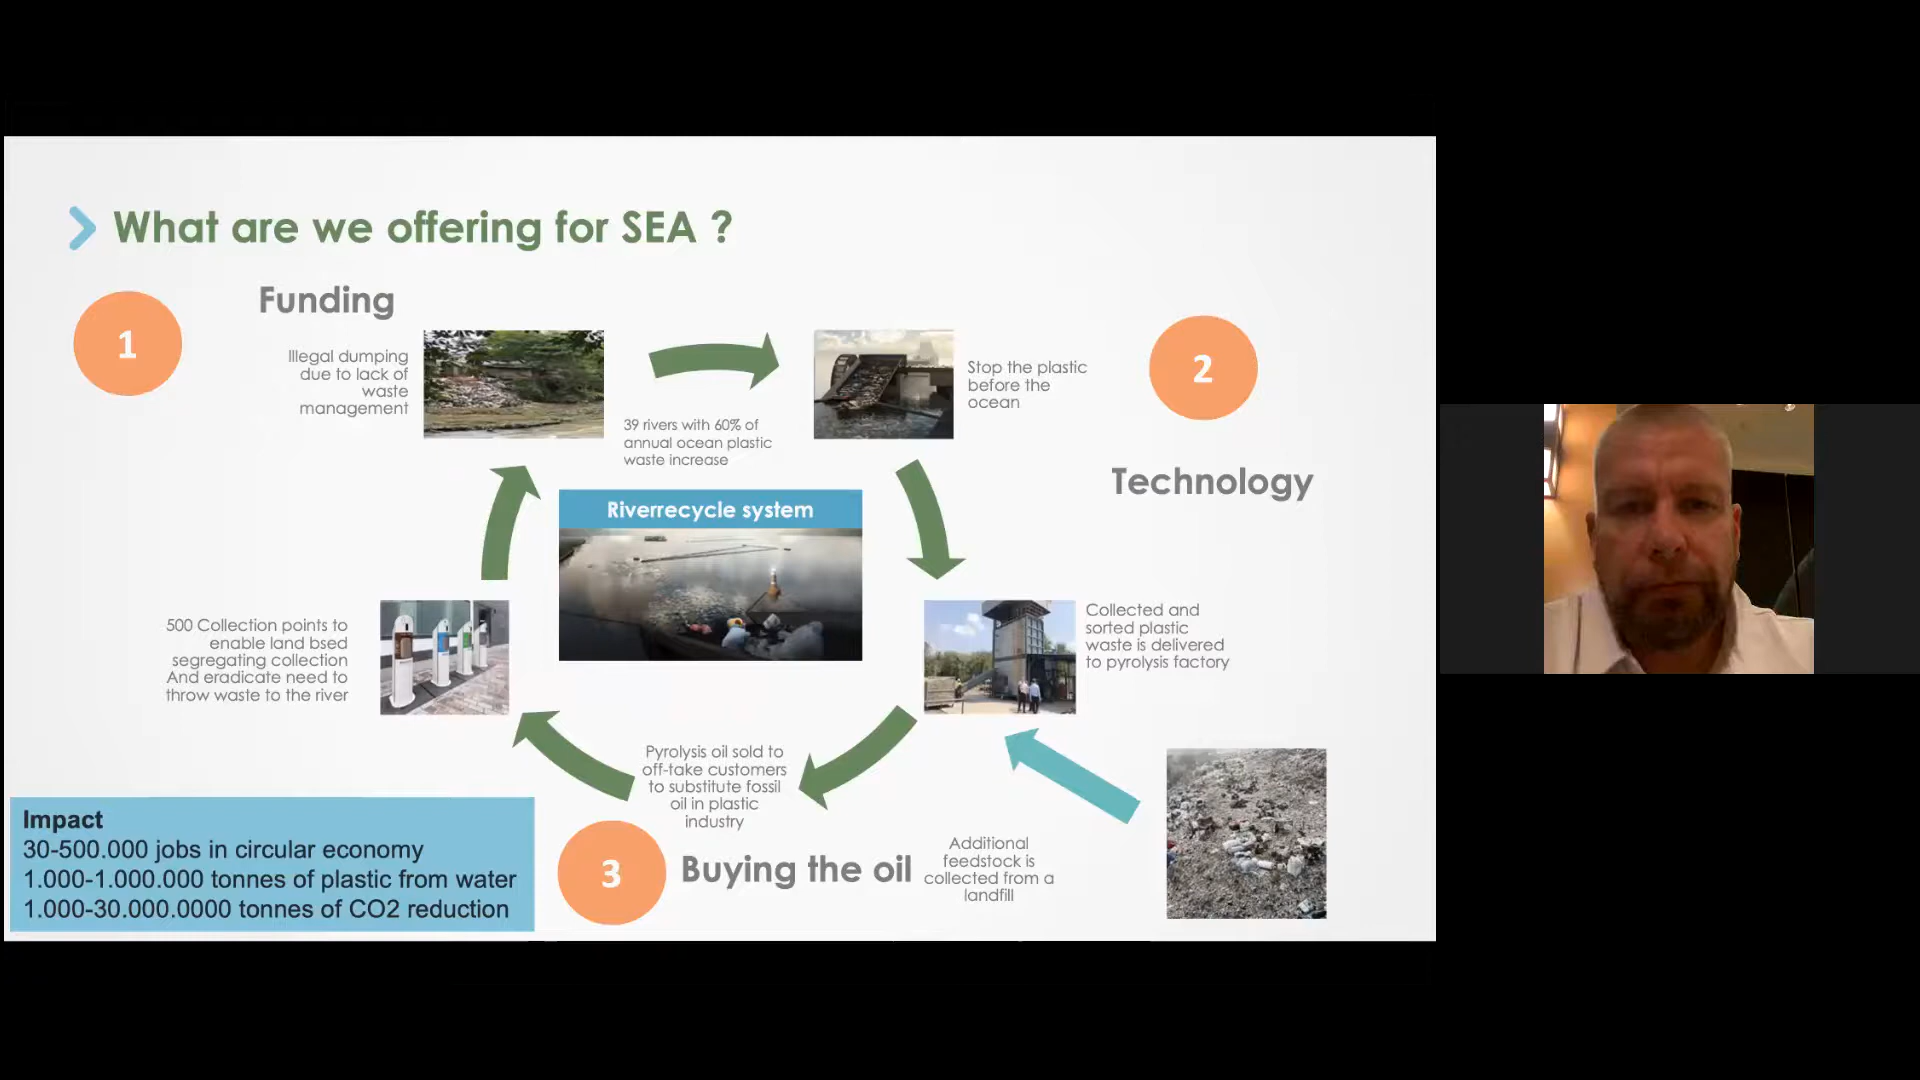 What are we offering for SEA ?
1
Funding
Illegal dumping
due to lack of
waste
management
39 rivers with 60% of
annual ocean plastic
waste increase
Stop the plastic
before the
ocean
2
Technology
Riverrecycle system
500 Collection points to
enable land bsed
segregating collection
And eradicate need to
throw waste to the river
Collected and
sorted plastic
waste is delivered
to pyrolysis factory
Pyrolysis oil sold to
off-take customers
to substitute fossil
oil in plastic
industry
3
Buying the oil
Additional
feedstock is
collected from a
landfill
Impact
30-500.000 jobs in circular economy
1.000-1.000.000 tonnes of plastic from water
1.000-30.000.0000 tonnes of CO2 reduction